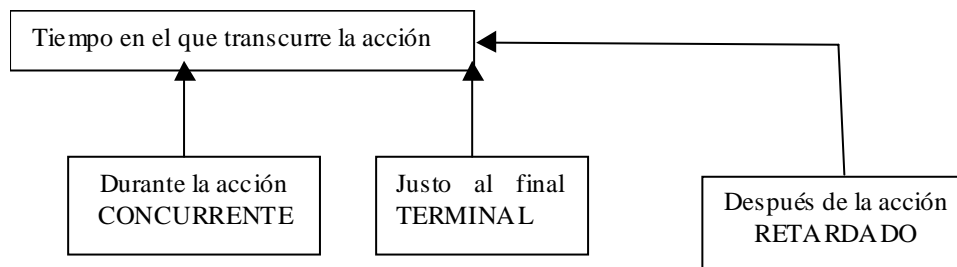 Tiempo en el que transcurre la acción
Durante la acción
CONCURRENTE
Justo al final
TERMINAL
Después de la acción
RETARDADO